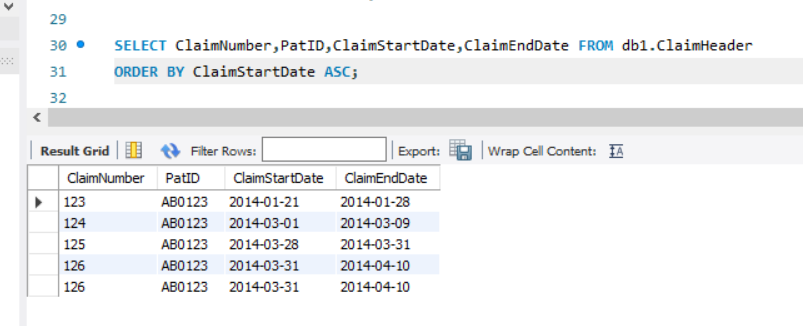 29
30 SELECT ClaimNumber,PatID,ClaimStartDate,ClaimEndDate FROM db1.ClaimHeader
31 ORDER BY ClaimStartDate ASC;
32
Result Grid Filter Rows: Export: Wrap Cell Content: IA
ClaimNumber PatID ClaimStartDate ClaimEndDate
123 AB0123 2014-01-21 2014-01-28
124 AB0123 2014-03-01 2014-03-09
125 AB0123 2014-03-28 2014-03-31
126 AB0123 2014-03-31 2014-04-10
126 AB0123 2014-03-31 2014-04-10